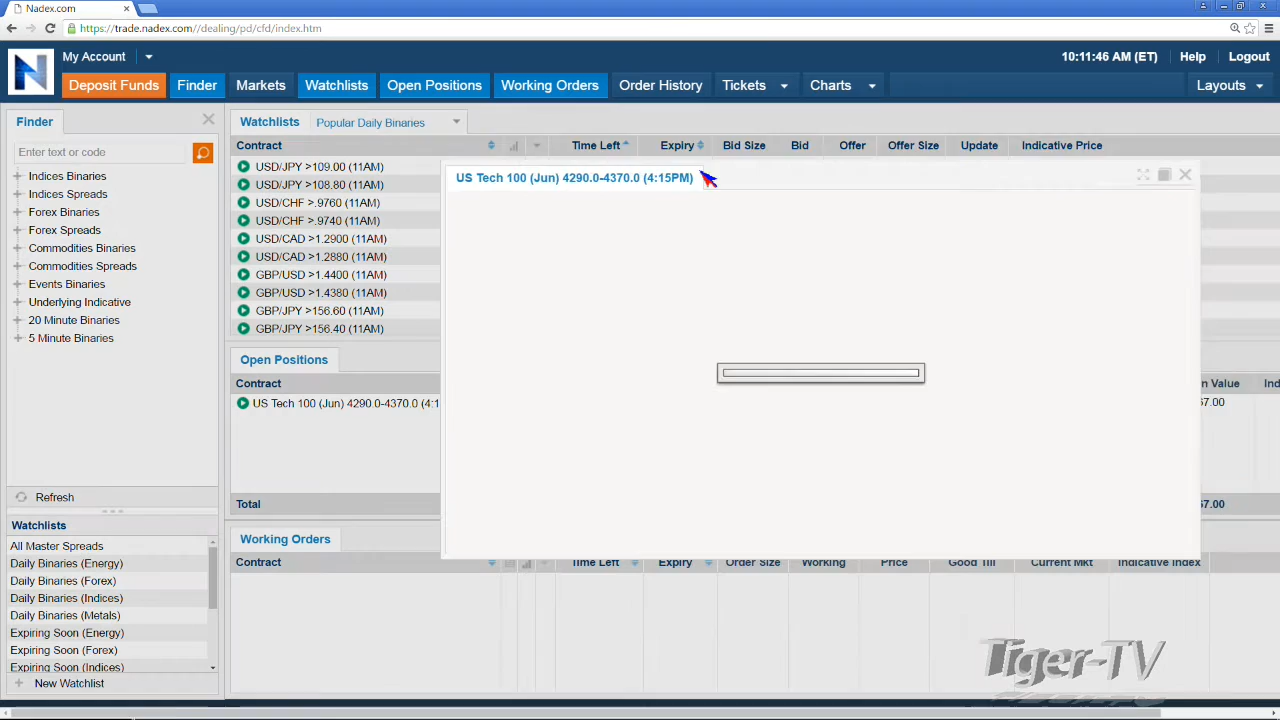 Nadex.com
https://trade.nadex.com//dealing/pd/cfd/index.htm
My Account
10:11:46 AM (ET)
Help
Logout
Deposit Funds
Finder
Markets
Watchlists
Open Positions
Working Orders
Order History
Tickets
Charts
Layouts
Finder
Enter text or code
Indices Binaries
Indices Spreads
Forex Binaries
Forex Spreads
Commodities Binaries
Commodities Spreads
Events Binaries
Underlying Indicative
20 Minute Binaries
5 Minute Binaries
Refresh
Watchlists
All Master Spreads
Daily Binaries (Energy)
Daily Binaries (Forex)
Daily Binaries (Indices)
Daily Binaries (Metals)
Expiring Soon (Energy)
Expiring Soon (Forex)
Expiring Soon (Indices)
New Watchlist
Watchlists Popular Daily Binaries
Contract Time Left Expiry Bid Size Bid Offer Offer Size Update Indicative Price
USD/JPY >109.00 (11AM)
USD/JPY >108.80 (11AM)
USD/CHF >.9760 (11AM)
USD/CHF >.9740 (11AM)
USD/CAD >1.2900 (11AM)
USD/CAD >1.2880 (11AM)
GBP/USD >1.4400 (11AM)
GBP/USD >1.4380 (11AM)
GBP/JPY >156.60 (11AM)
GBP/JPY >156.40 (11AM)
US Tech 100 (Jun) 4290.0-4370.0 (4:15PM)
Open Positions
Contract Value
US Tech 100 (Jun) 4290.0-4370.0 (4:1 7.00
Total 7.00
Working Orders
Contract Time Left Expiry Order Size Working Price Good Till Current Mkt Indicative Index
Tiger-TV